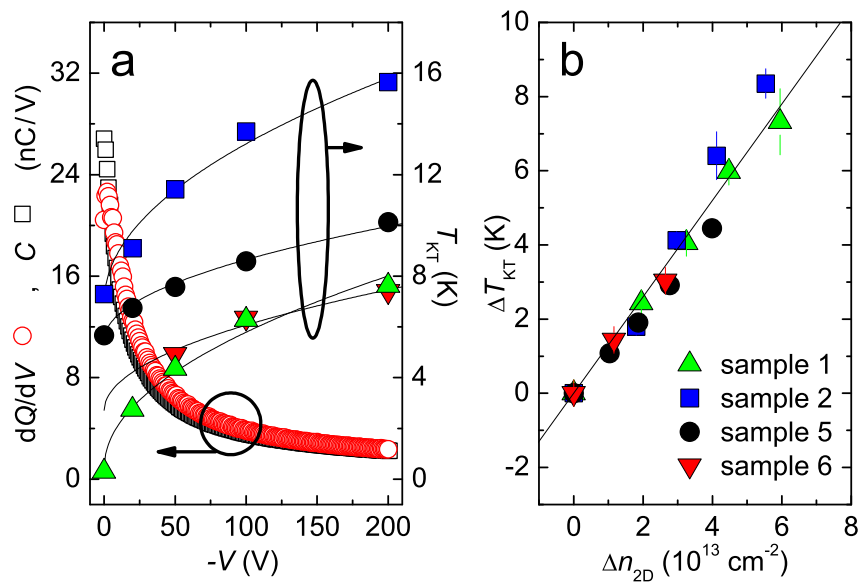 a
dQ/dV ○ , C □ (nC/V)
32
24
16
8
0
16
12
8
4
0
T_KT (K)
0 50 100 150 200
-V (V)
b
ΔT_KT (K)
10
8
6
4
2
0
-2
sample 1
sample 2
sample 5
sample 6
0 2 4 6 8
Δn_2D (10^13 cm^-2)